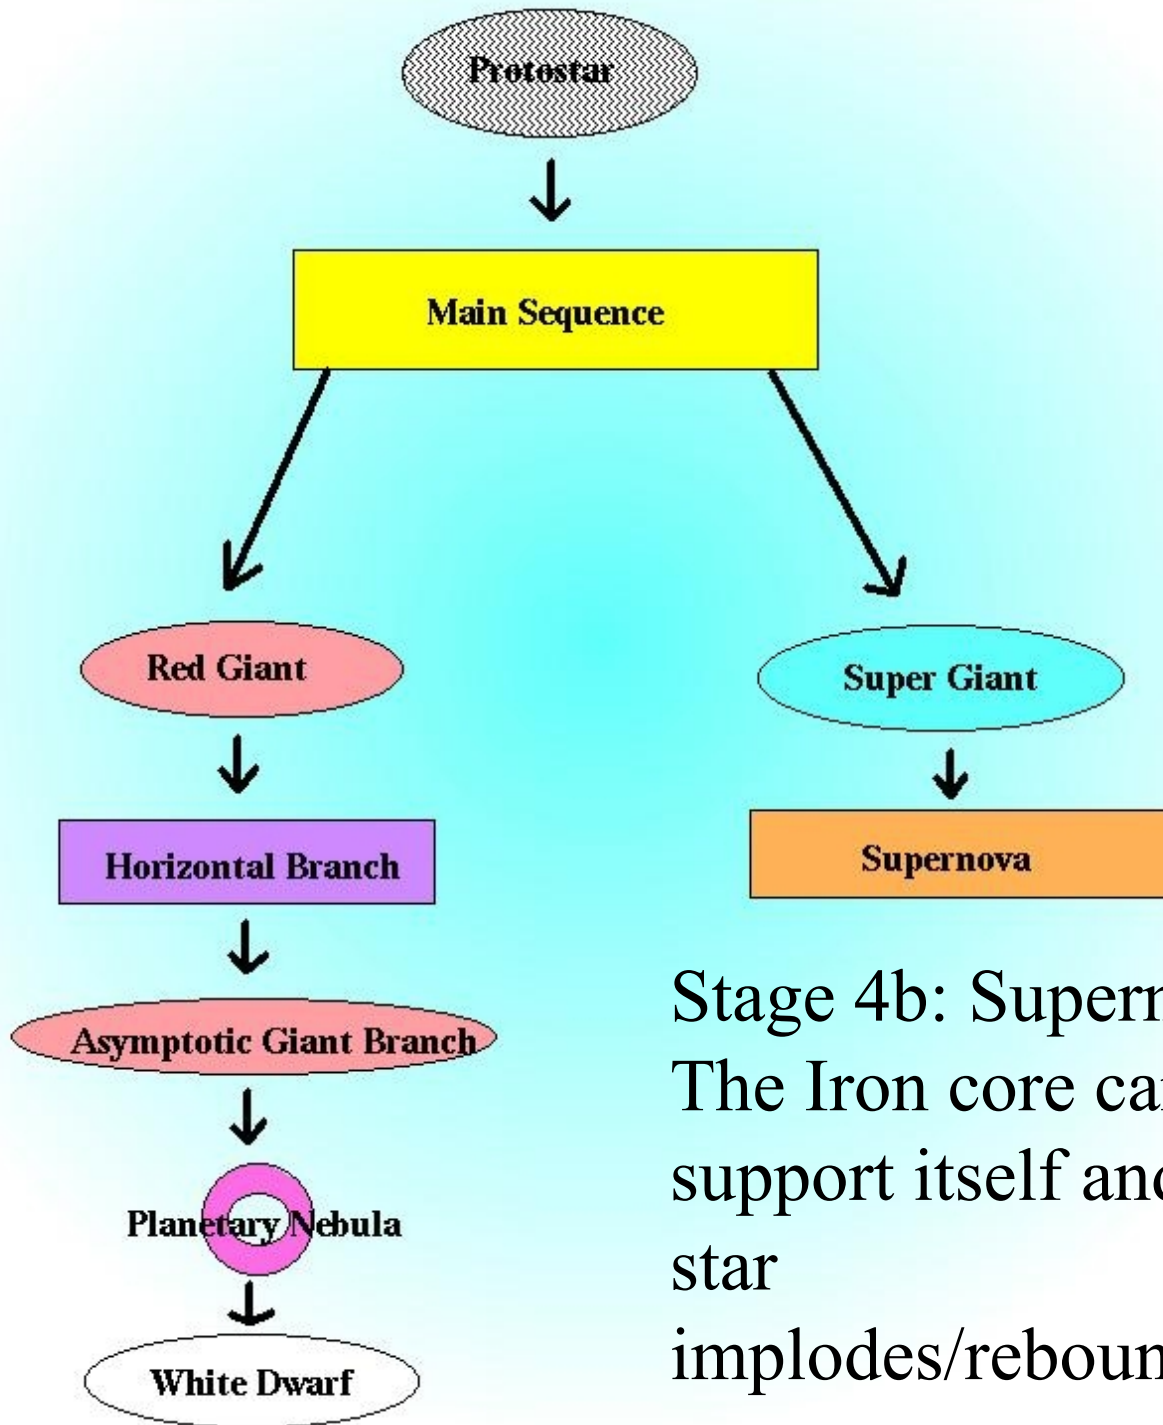 Protostar
Main Sequence
Red Giant
Super Giant
Horizontal Branch
Supernova
Asymptotic Giant Branch
Planetary Nebula
White Dwarf
Stage 4b:
The Iron core
support itself
star